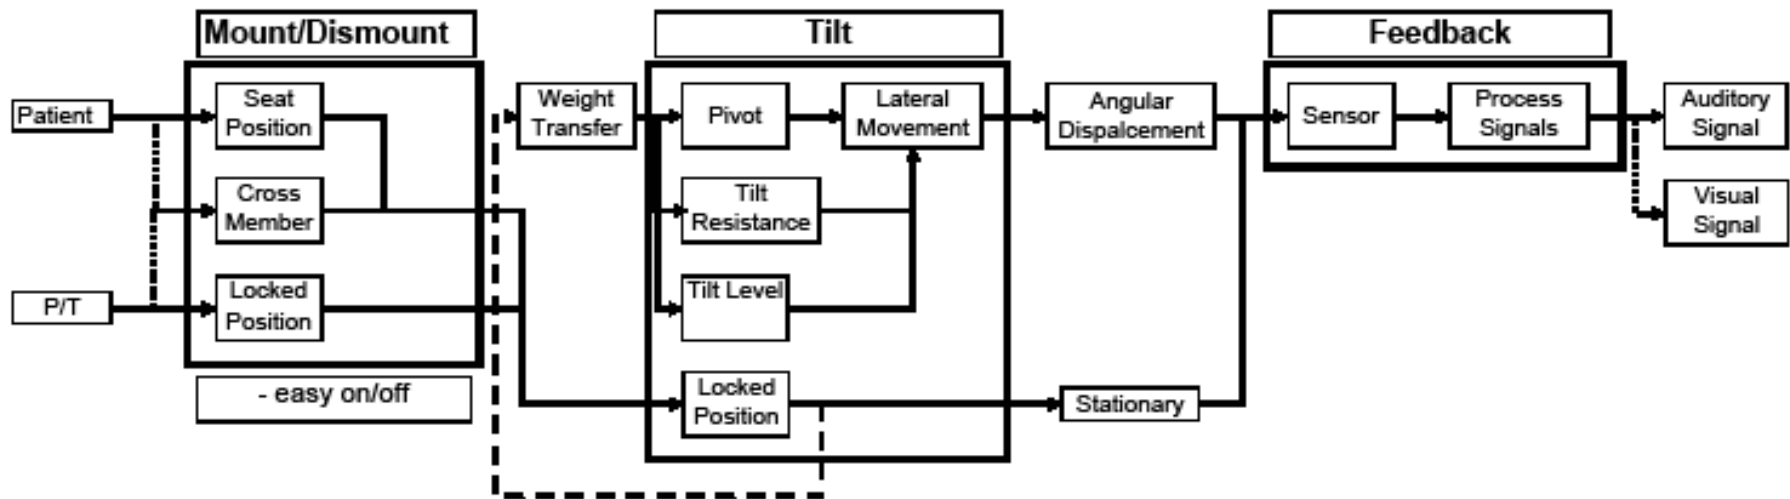 Mount/Dismount
Tilt
Feedback
Patient
Seat
Position
Cross
Member
P/T
Locked
Position
- easy on/off
Weight
Transfer
Pivot
Lateral
Movement
Tilt
Resistance
Tilt Level
Locked
Position
Angular
Dispalcement
Stationary
Sensor
Process
Signals
Auditory
Signal
Visual
Signal